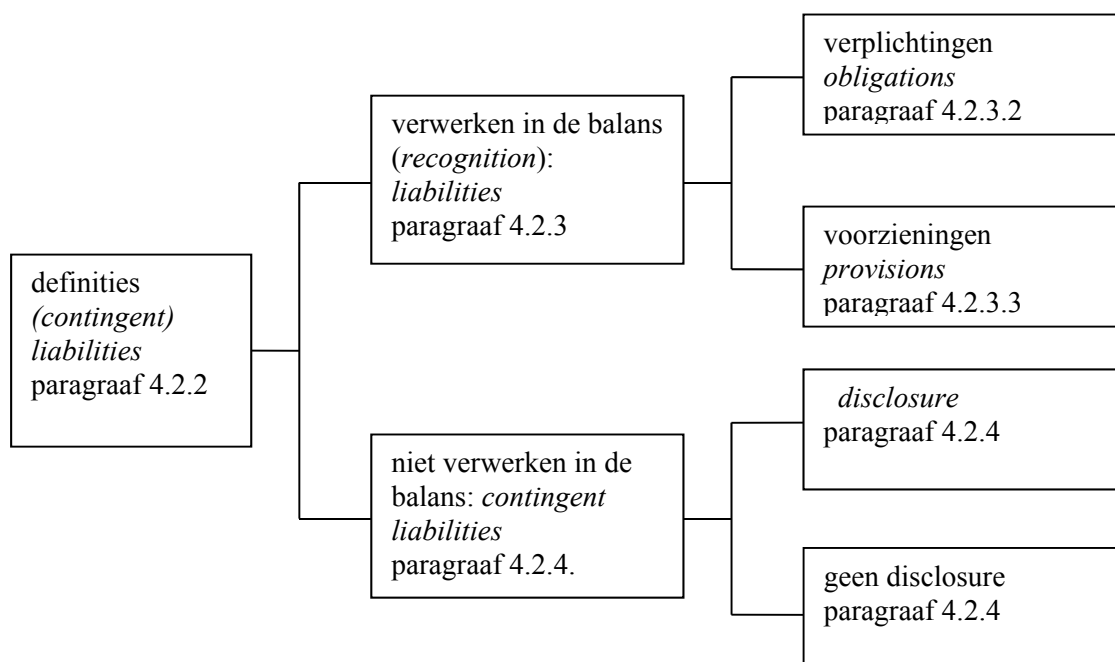 definities
(contingent)
liabilities
paragraaf 4.2.2
verwerken in de balans
(recognition):
liabilities
paragraaf 4.2.3
verplichtingen
obligations
paragraaf 4.2.3.2
voorzieningen
provisions
paragraaf 4.2.3.3
niet verwerken in de
balans: contingent
liabilities
paragraaf 4.2.4.
disclosure
paragraaf 4.2.4
geen disclosure
paragraaf 4.2.4